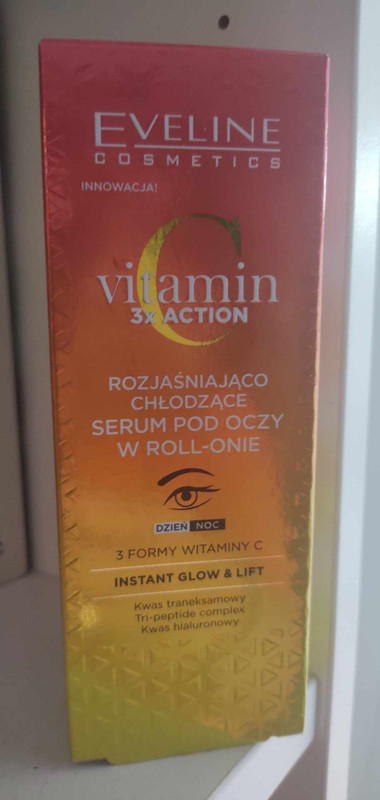 EVELINE
COSMETICS
INNOWACJA!
C
vitamin
3x ACTION
ROZJAŚNIAJĄCO
CHŁODZĄCE
SERUM POD OCZY
W ROLL-ONIE
DZIEŃ NOC
3 FORMY WITAMINY C
INSTANT GLOW & LIFT
Kwas traneksamowy
Tri-peptide complex
Kwas hialuronowy